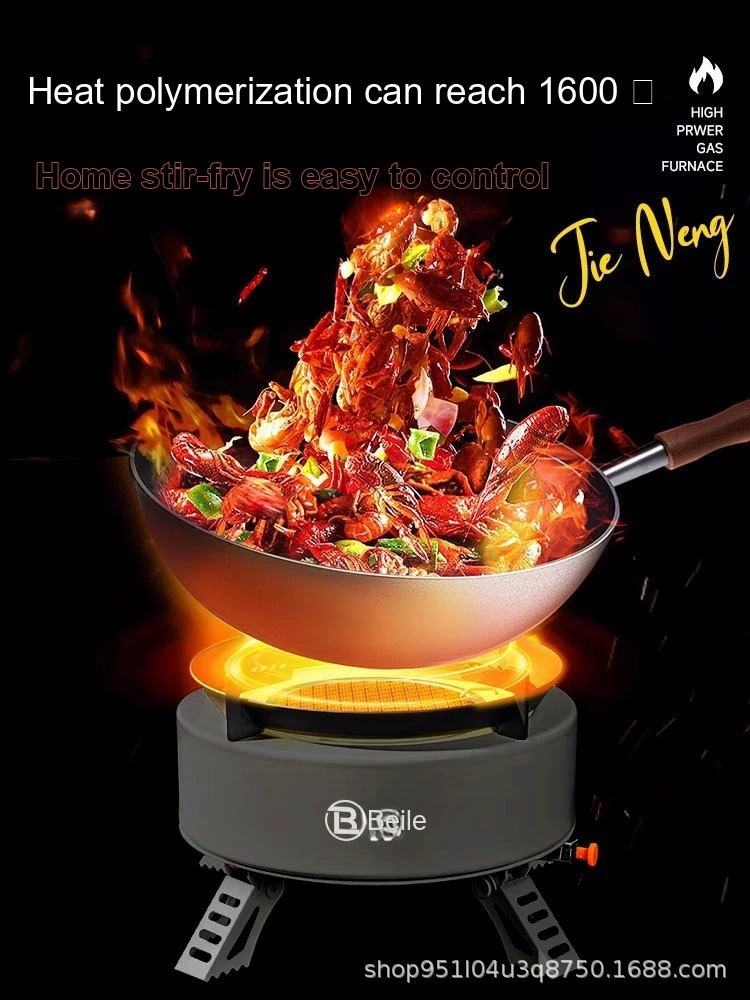 Heat polymerization can reach 1600
HIGH
PRWER
GAS
FURNACE
Home stir-fry is easy to control
Jie Neng
B Beile
shop951l04u3q8750.1688.com